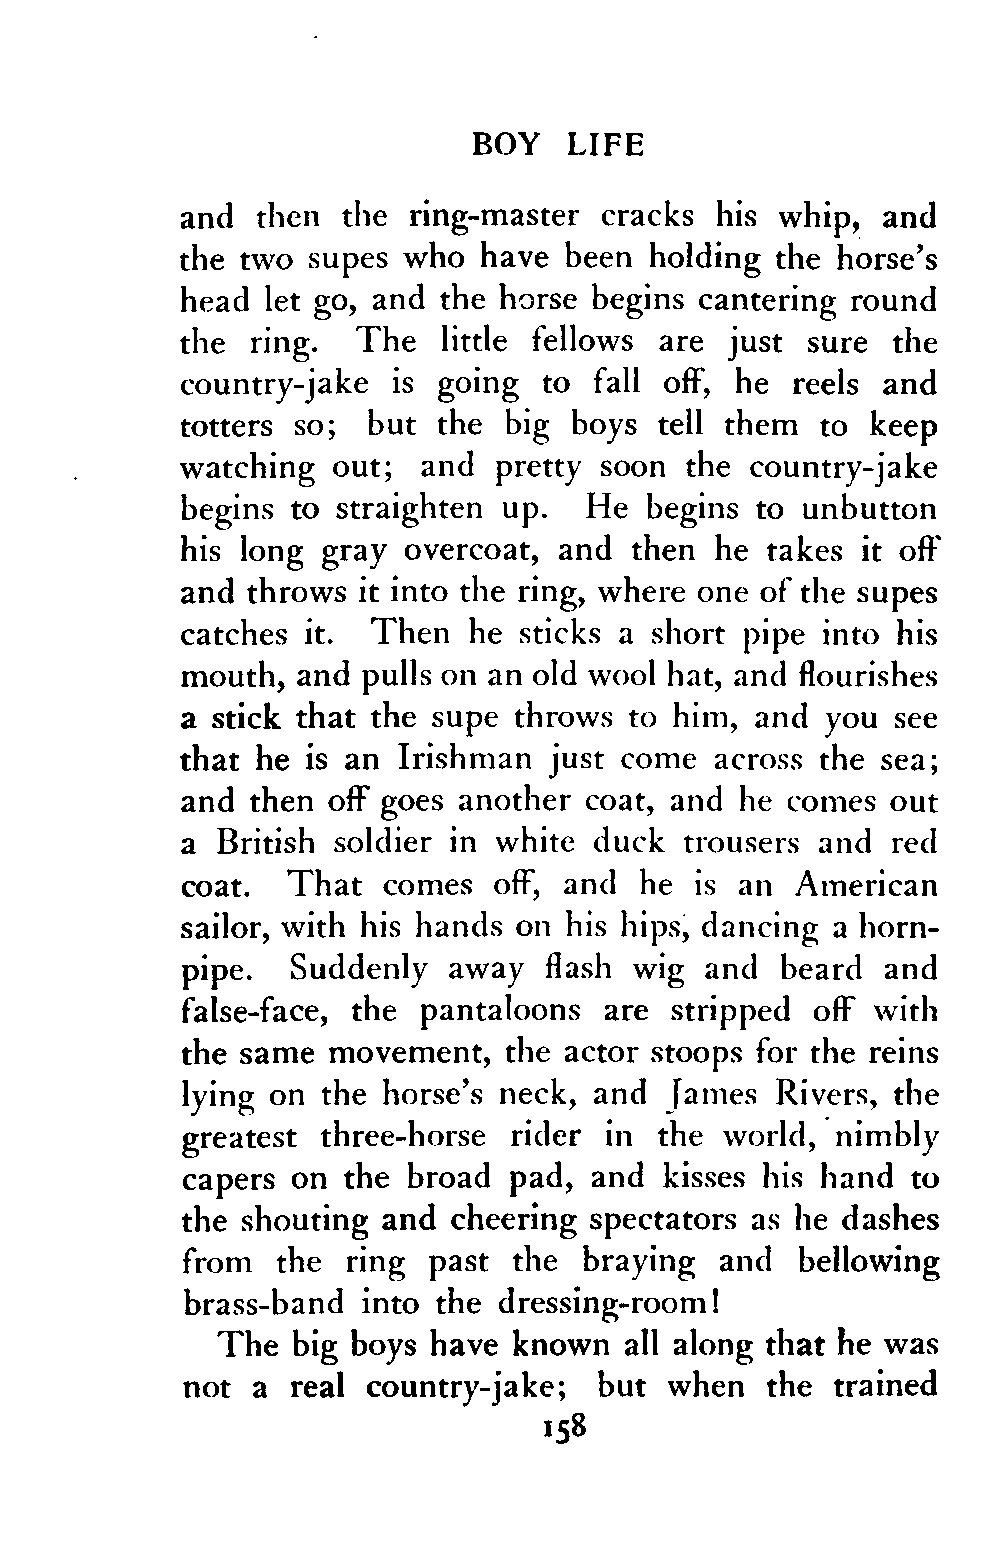 BOY LIFE
and then the ring-master cracks his whip, and
the two supes who have been holding the horse's
head let go, and the horse begins cantering round
the ring. The little fellows are just sure the
country-jake is going to fall off, he reels and
totters so; but the big boys tell them to keep
watching out; and pretty soon the country-jake
begins to straighten up. He begins to unbutton
his long gray overcoat, and then he takes it off
and throws it into the ring, where one of the supes
catches it. Then he sticks a short pipe into his
mouth, and pulls on an old wool hat, and flourishes
a stick that the supe throws to him, and you see
that he is an Irishman just come across the sea;
and then off goes another coat, and he comes out
a British soldier in white duck trousers and red
coat. That comes off, and he is an American
sailor, with his hands on his hips, dancing a horn-
pipe. Suddenly away flash wig and beard and
false-face, the pantaloons are stripped off with
the same movement, the actor stoops for the reins
lying on the horse's neck, and James Rivers, the
greatest three-horse rider in the world, nimbly
capers on the broad pad, and kisses his hand to
the shouting and cheering spectators as he dashes
from the ring past the braying and bellowing
brass-band into the dressing-room!
The big boys have known all along that he was
not a real country-jake; but when the trained
158